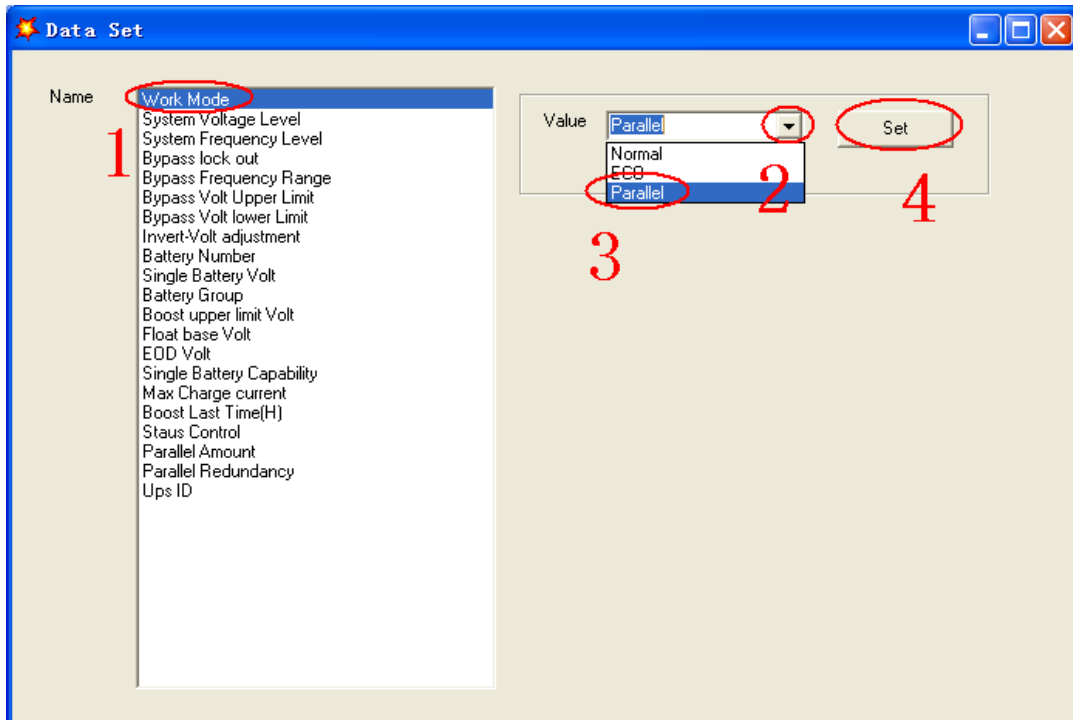 Data Set
Name
Work Mode
System Voltage Level
System Frequency Level
Bypass lock out
Bypass Frequency Range
Bypass Volt Upper Limit
Bypass Volt lower Limit
Invert-Volt adjustment
Battery Number
Single Battery Volt
Battery Group
Boost upper limit Volt
Float base Volt
EOD Volt
Single Battery Capability
Max Charge current
Boost Last Time(H)
Staus Control
Parallel Amount
Parallel Redundancy
Ups ID
1
Value
Parallel
Normal
ECO
Parallel
2
3
Set
4